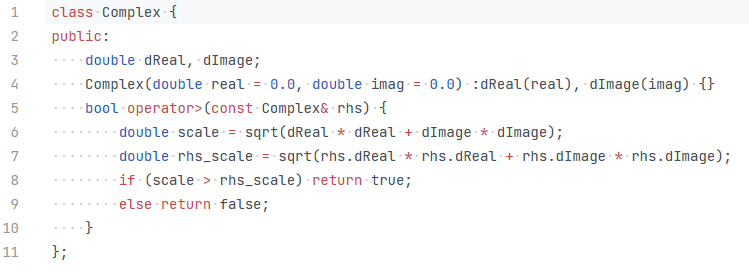 1 class Complex {
2 public:
3     double dReal, dImage;
4     Complex(double real = 0.0, double imag = 0.0) :dReal(real), dImage(imag) {}
5     bool operator>(const Complex& rhs) {
6         double scale = sqrt(dReal * dReal + dImage * dImage);
7         double rhs_scale = sqrt(rhs.dReal * rhs.dReal + rhs.dImage * rhs.dImage);
8         if (scale > rhs_scale) return true;
9         else return false;
10     }
11 };